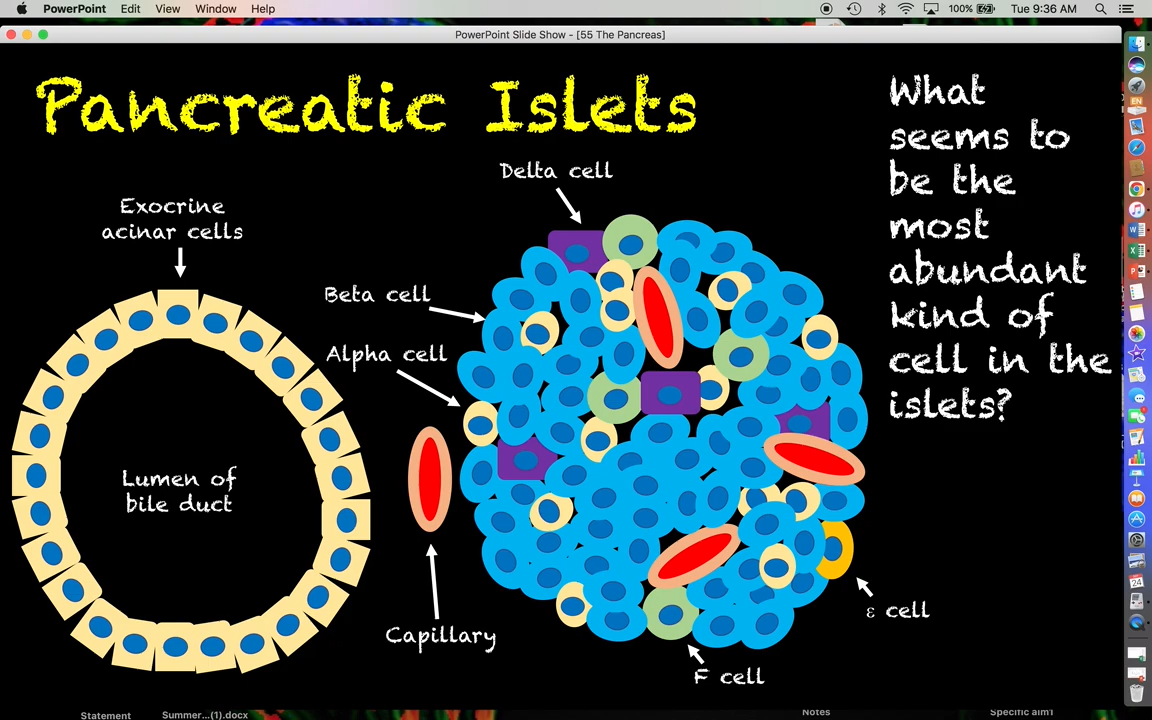 PowerPoint Edit View Window Help 100% Tue 9:36 AM
PowerPoint Slide Show - [55 The Pancreas]
Pancreatic Islets
What
seems to
be the
most
abundant
kind of
cell in the
islets?
Delta cell
Exocrine
acinar cells
Beta cell
Alpha cell
Lumen of
bile duct
Capillary
ε cell
F cell
Statement
Summer...(1).docx
Notes
Specific aim1